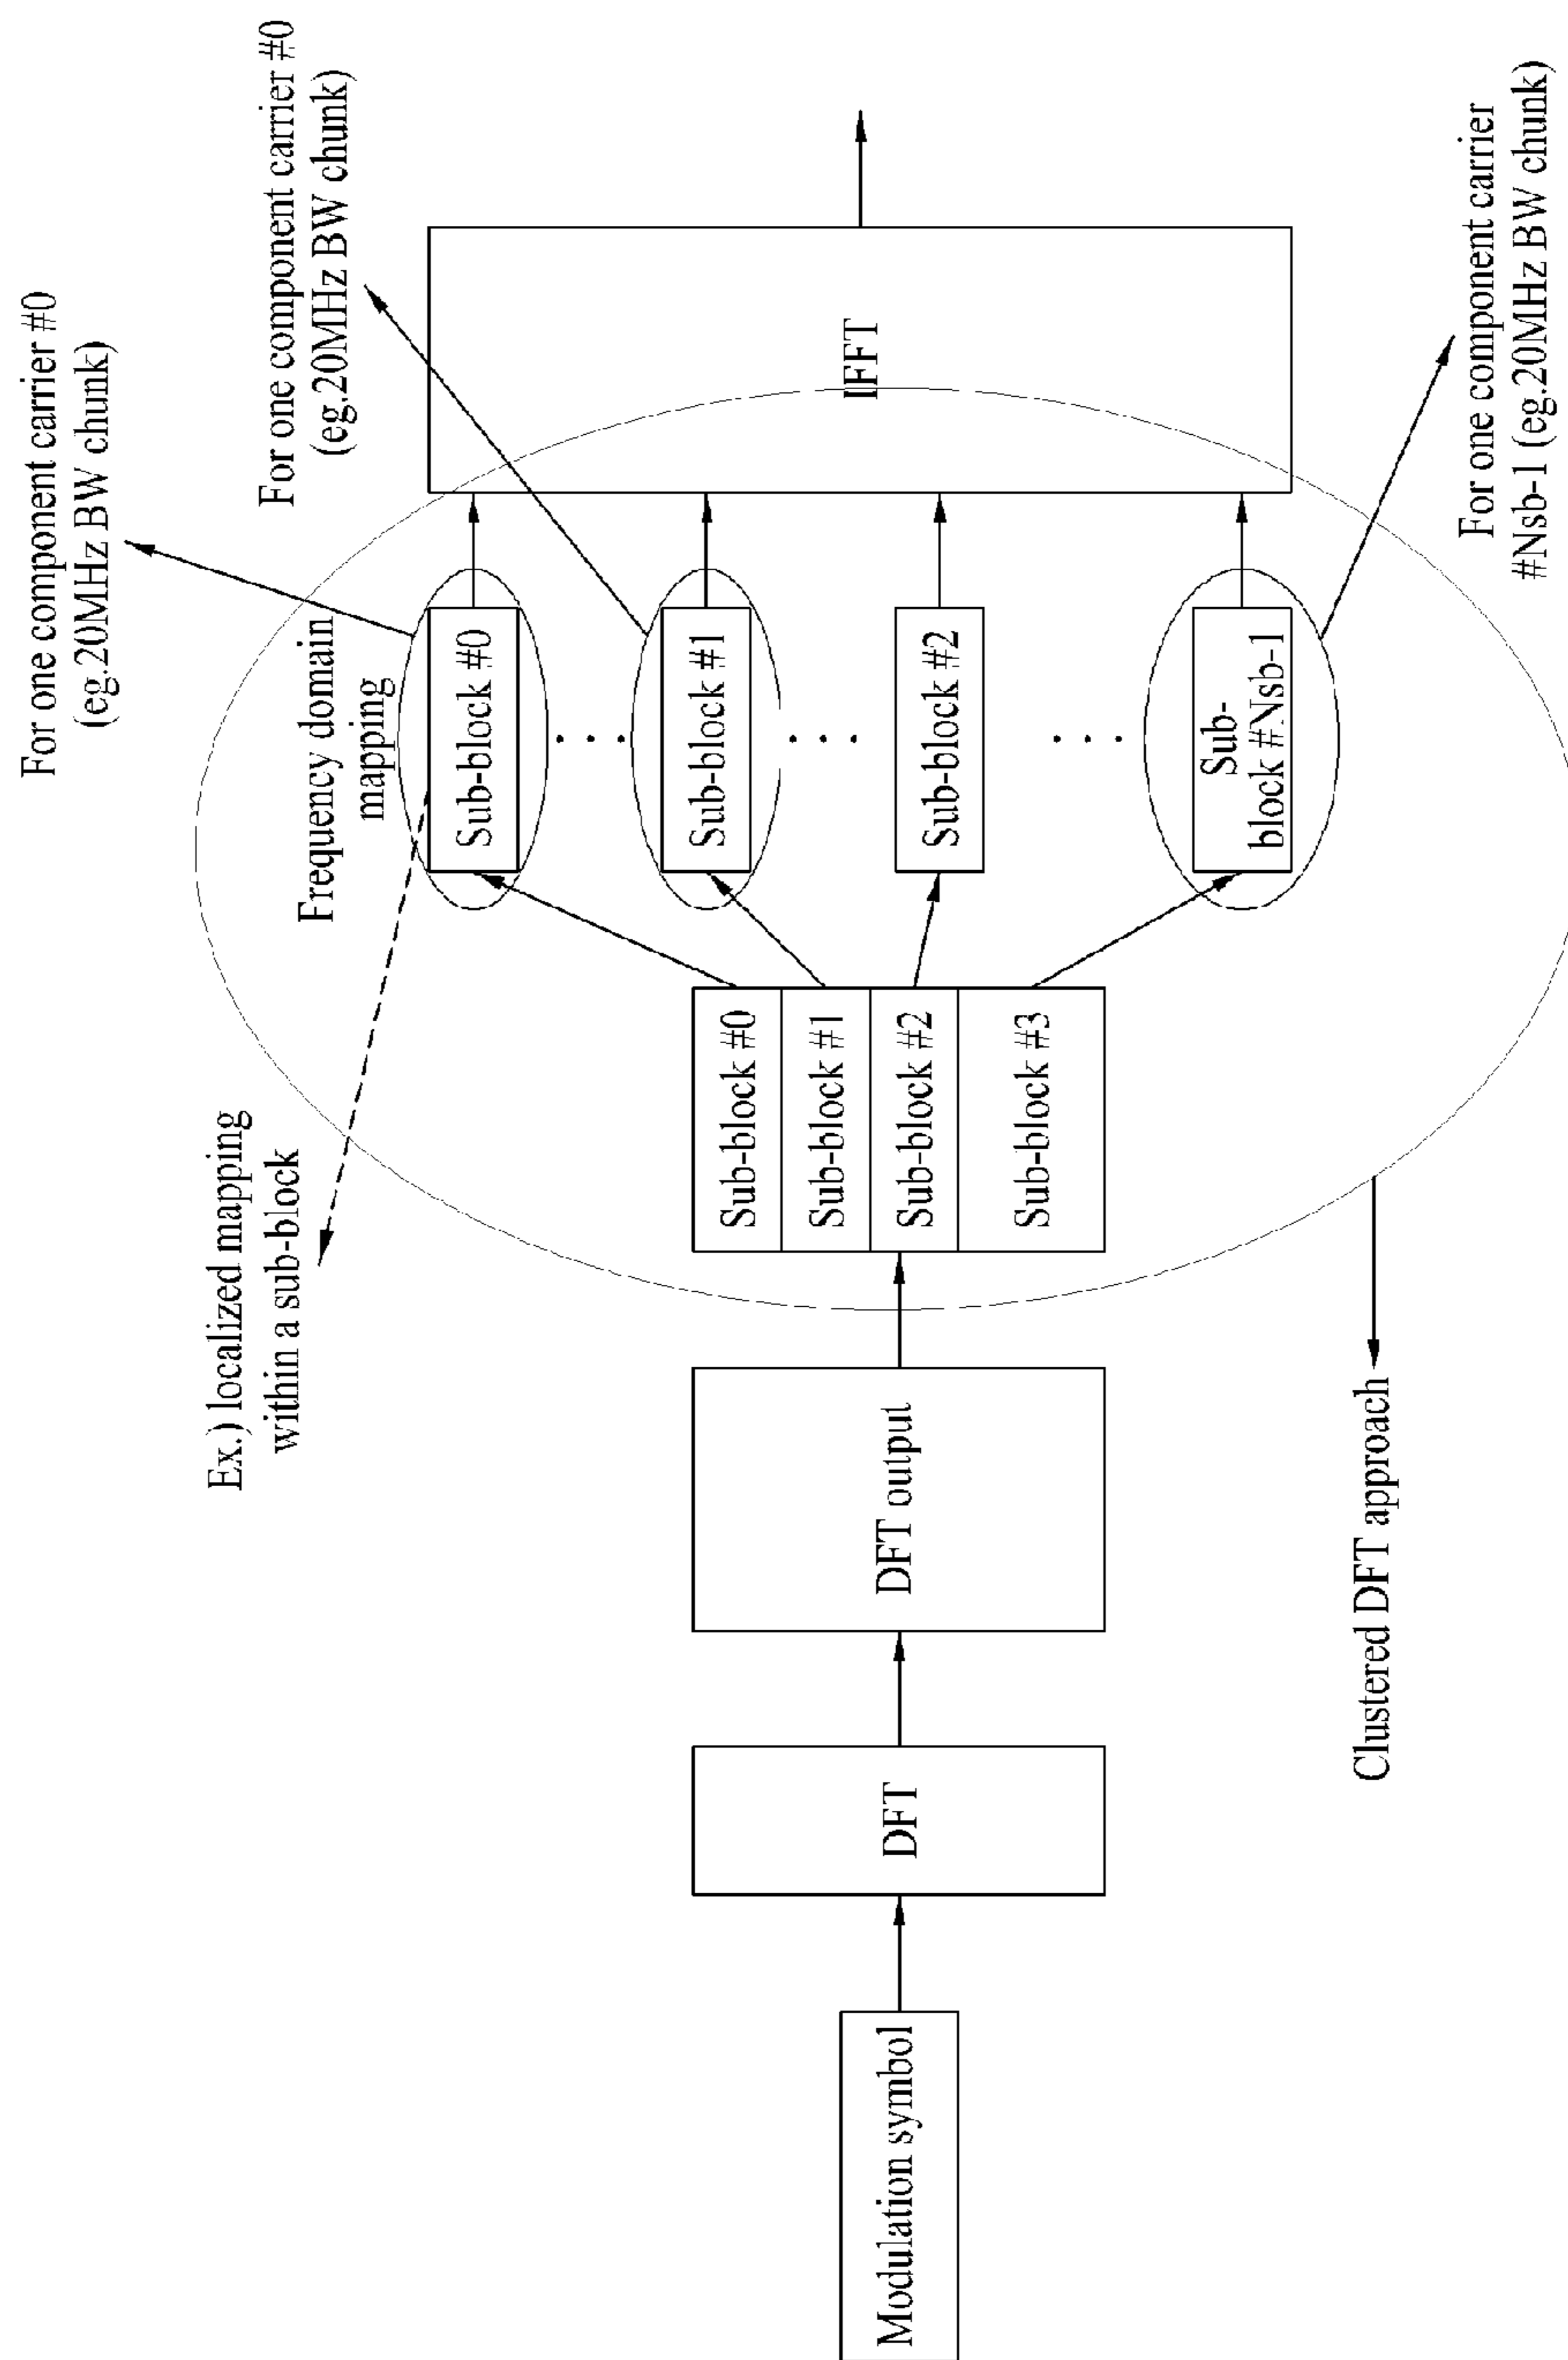 For one component carrier #0
(eg.20MHz BW chunk)
For one component carrier #0
(eg.20MHz BW chunk)
Frequency domain
mapping
Ex.) localized mapping
within a sub-block
Modulation symbol
DFT
DFT output
Sub-block #0
Sub-block #1
Sub-block #2
Sub-block #3
Sub-block #0
Sub-block #1
Sub-block #2
Sub-
block #Nsb-1
IFFT
Clustered DFT approach
For one component carrier
#Nsb-1 (eg.20MHz BW chunk)